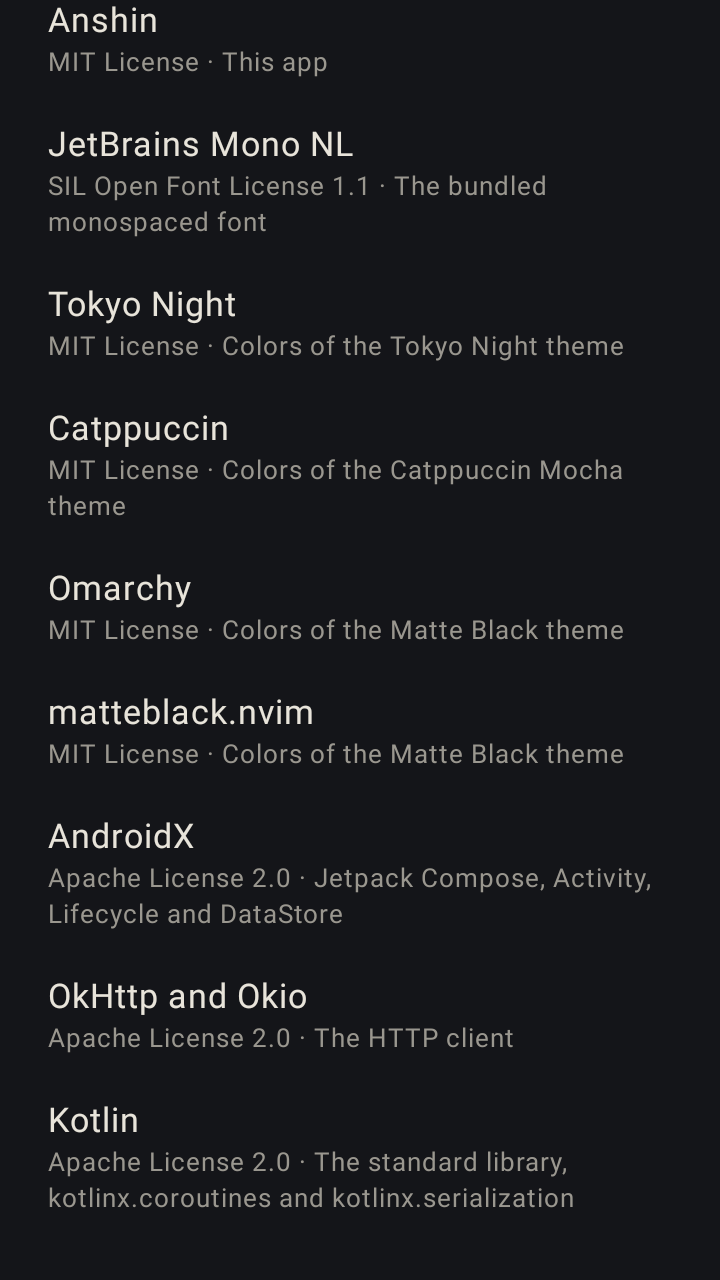 Anshin
MIT License · This app
JetBrains Mono NL
SIL Open Font License 1.1 · The bundled
monospaced font
Tokyo Night
MIT License · Colors of the Tokyo Night theme
Catppuccin
MIT License · Colors of the Catppuccin Mocha
theme
Omarchy
MIT License · Colors of the Matte Black theme
matteblack.nvim
MIT License · Colors of the Matte Black theme
AndroidX
Apache License 2.0 · Jetpack Compose, Activity,
Lifecycle and DataStore
OkHttp and Okio
Apache License 2.0 · The HTTP client
Kotlin
Apache License 2.0 · The standard library,
kotlinx.coroutines and kotlinx.serialization